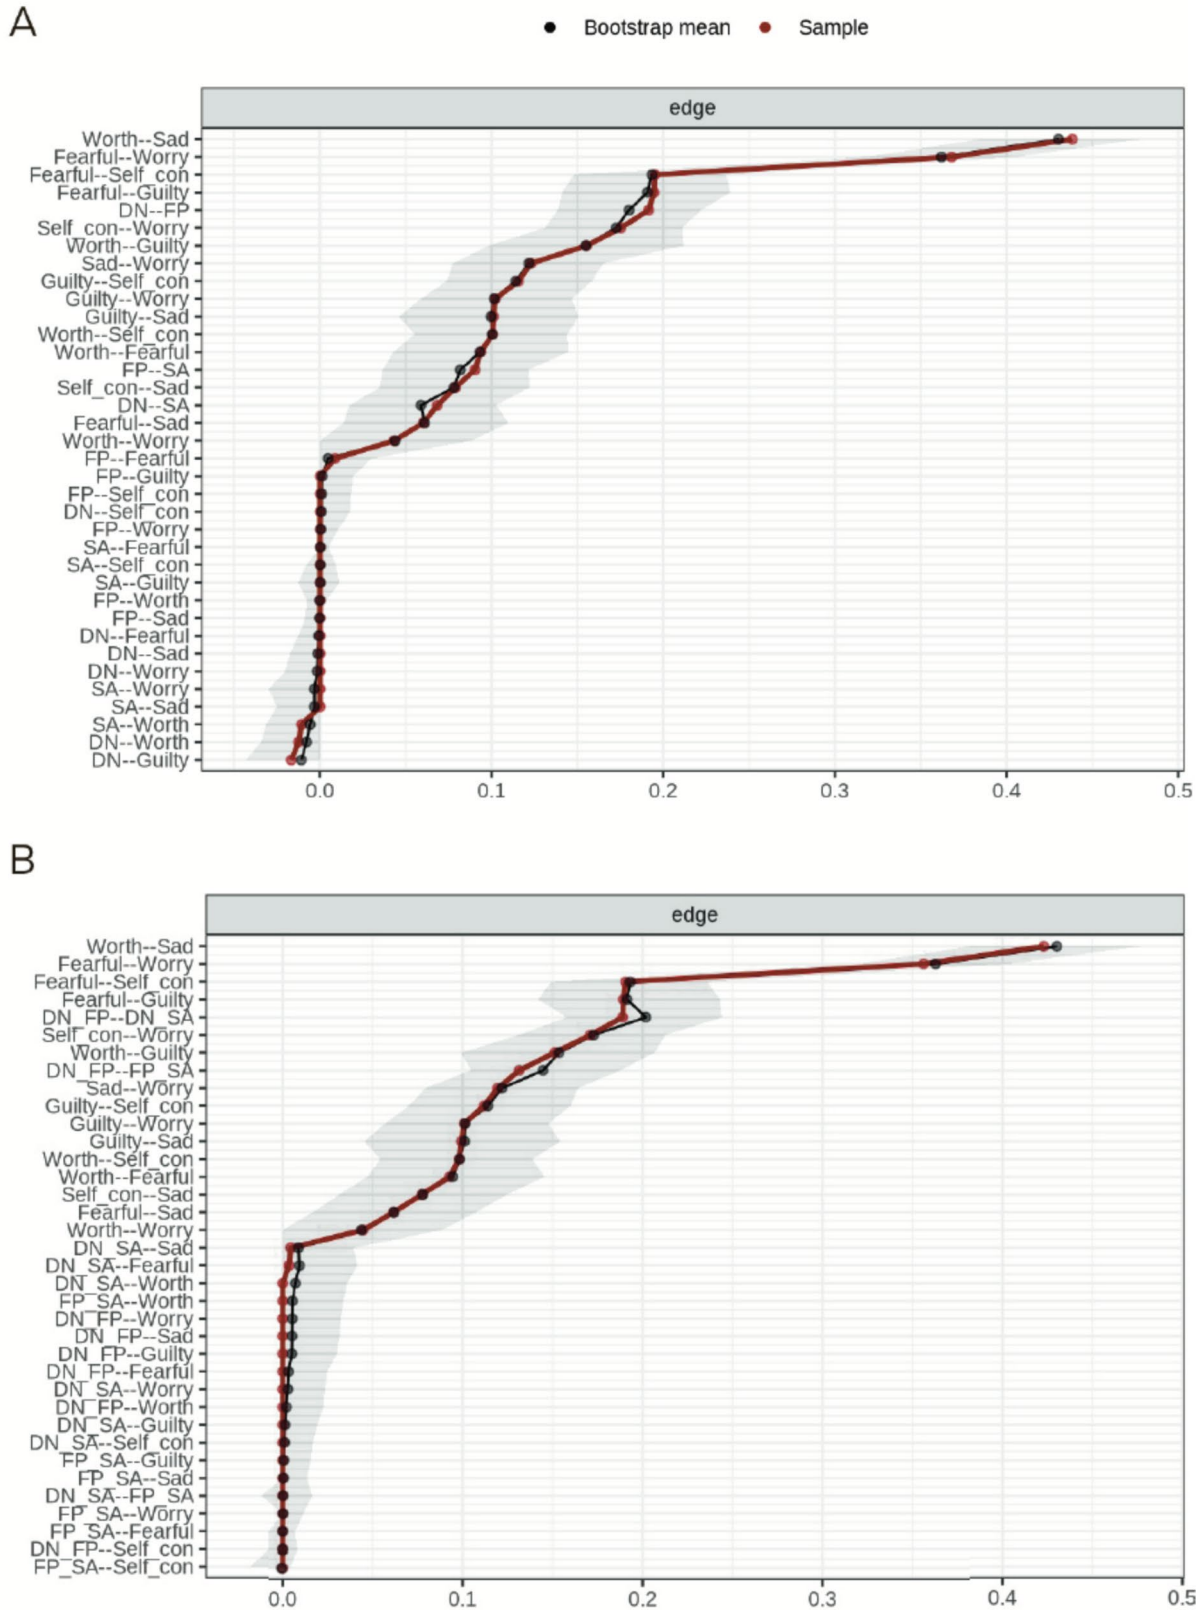 A
Bootstrap mean Sample
edge
Worth--Sad
Fearful--Worry
Fearful--Self_con
Fearful--Guilty
DN--FP
Self_con--Worry
Worth--Guilty
Sad--Worry
Guilty--Self_con
Guilty--Worry
Guilty--Sad
Worth--Self_con
Worth--Fearful
FP--SA
Self_con--Sad
DN--SA
Fearful--Sad
Worth--Worry
FP--Fearful
FP--Guilty
FP--Self_con
DN--Self_con
FP--Worry
SA--Fearful
SA--Self_con
SA--Guilty
FP--Worth
FP--Sad
DN--Fearful
DN--Sad
DN--Worry
SA--Worry
SA--Sad
SA--Worth
DN--Worth
DN--Guilty
0.0 0.1 0.2 0.3 0.4 0.5
B
edge
Worth--Sad
Fearful--Worry
Fearful--Self_con
Fearful--Guilty
DN_FP--DN_SA
Self_con--Worry
Worth--Guilty
DN_FP--FP_SA
Sad--Worry
Guilty--Self_con
Guilty--Worry
Guilty--Sad
Worth--Self_con
Worth--Fearful
Self_con--Sad
Fearful--Sad
Worth--Worry
DN_SA--Sad
DN_SA--Fearful
DN_SA--Worth
FP_SA--Worth
DN_FP--Worry
DN_FP--Sad
DN_FP--Guilty
DN_FP--Fearful
DN_SA--Worry
DN_FP--Worth
DN_SA--Guilty
DN_SA--Self_con
FP_SA--Guilty
FP_SA--Sad
DN_SA--FP_SA
FP_SA--Worry
FP_SA--Fearful
DN_FP--Self_con
FP_SA--Self_con
0.0 0.1 0.2 0.3 0.4 0.5